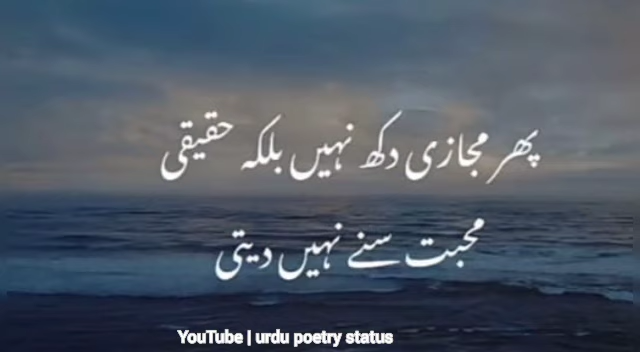 پھر مجازی دکھ نہیں بلکہ حقیقی
محبت سنے نہیں دیتی
YouTube | urdu poetry status